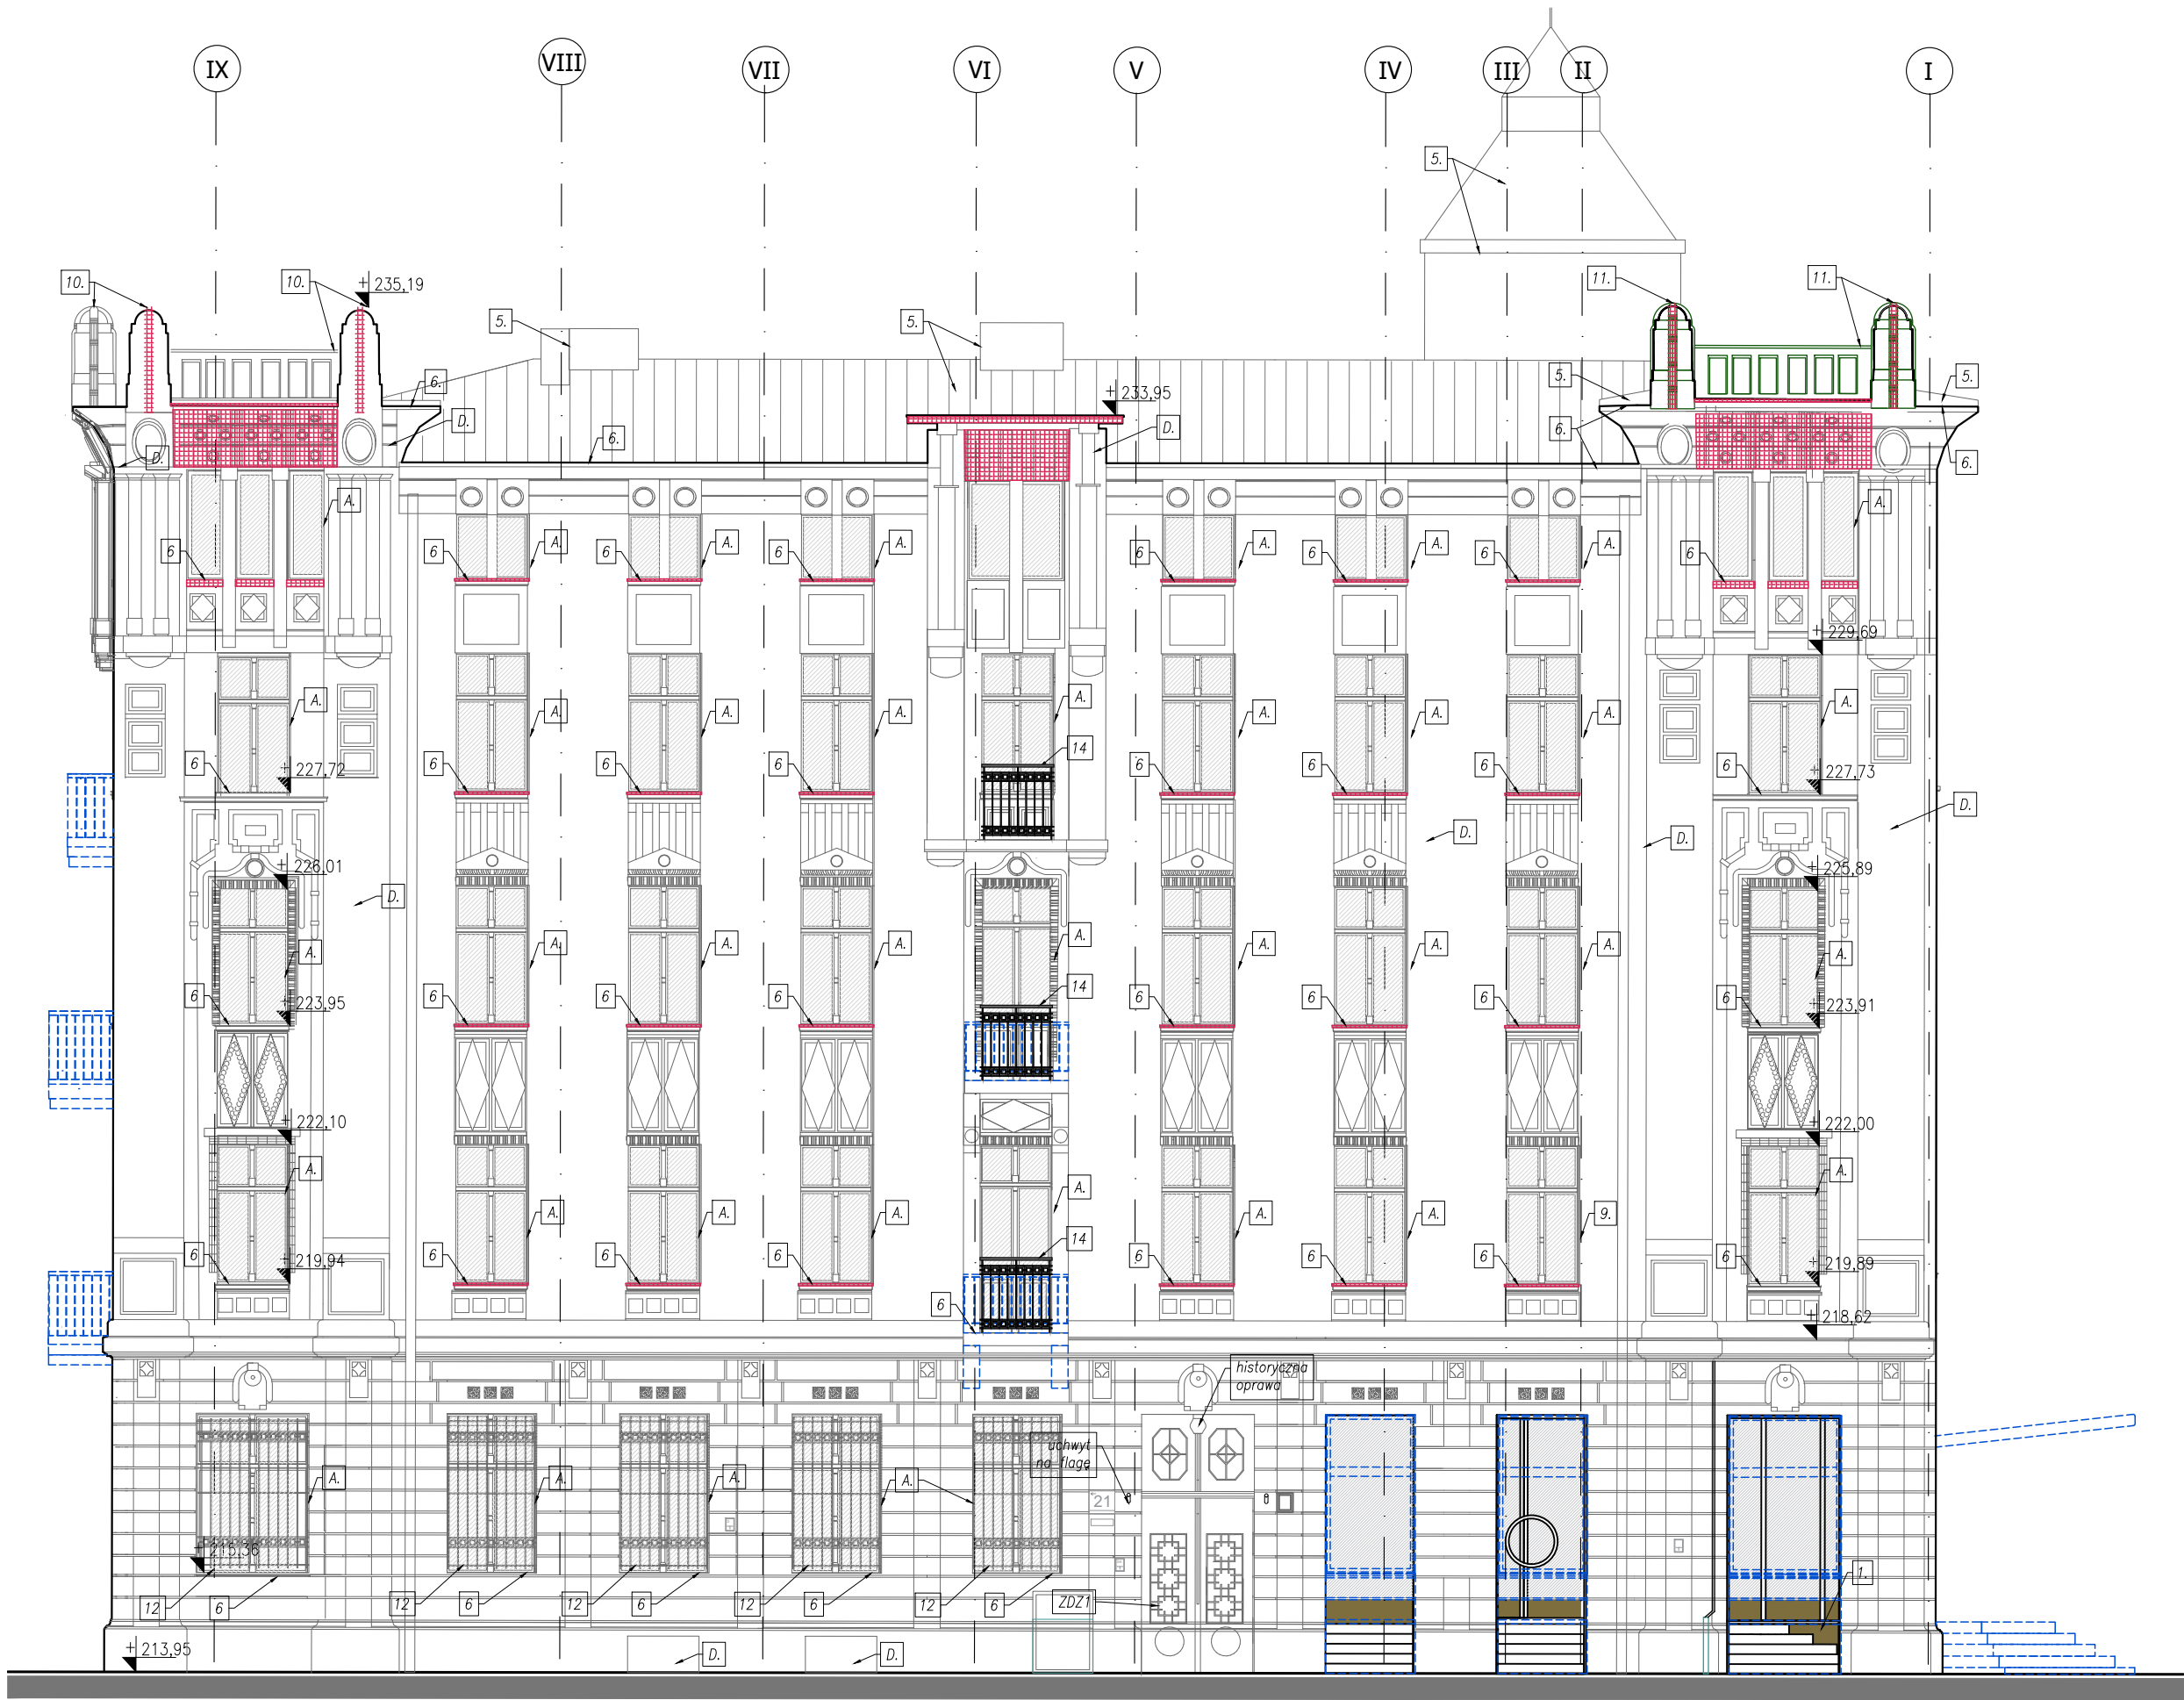 IX VIII VII VI V IV III II I
5.
10. 10. + 235,19 11. 11.
5. 5.
6. + 233,95 5. 5.
D. 6. D. 6.
D. 6.
A. A.
6 6 A. 6 A. 6 A. 6 A. 6 A. 6 A. 6
+ 229,69
A. A. A. A. A. A. A. A. A.
14
6 + 227,72 6 6 6 6 6 6 6 + 227,73
D. D. D.
+ 226,01 + 225,89
D.
A. A. A. A. A. A. A. A. A.
14
6 + 223,95 6 6 6 6 6 6 6 + 223,91
+ 222,10 + 222,00
A. A.
A. A. A. A. A. A. 9.
14
6 + 219,94 6 6 6 6 6 6 6 + 219,89
6 + 218,62
historyczna
oprawa
uchwyt
na flagę
A. A. A. A.
21
+ 215,36
1.
12 6 12 6 12 6 12 6 12 6 ZDZ1
+ 213,95 D. D.